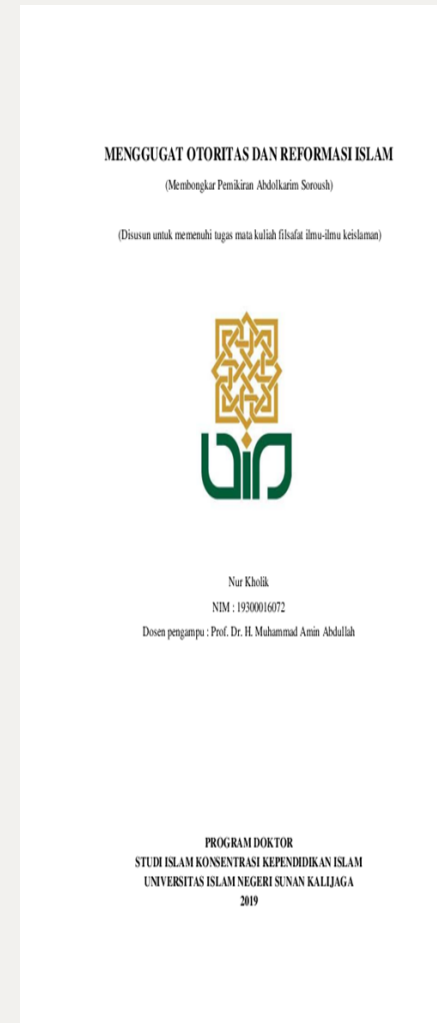 MENGGUGAT OTORITAS DAN REFORMASI ISLAM
(Membongkar Pemikiran Abdolkarim Soroush)
(Disusun untuk memenuhi tugas mata kuliah filsafat ilmu-ilmu keislaman)
uin
Nur Kholik
NIM : 19300016072
Dosen pengampu : Prof. Dr. H. Muhammad Amin Abdullah
PROGRAM DOKTOR
STUDI ISLAM KONSENTRASI KEPENDIDIKAN ISLAM
UNIVERSITAS ISLAM NEGERI SUNAN KALIJAGA
2019